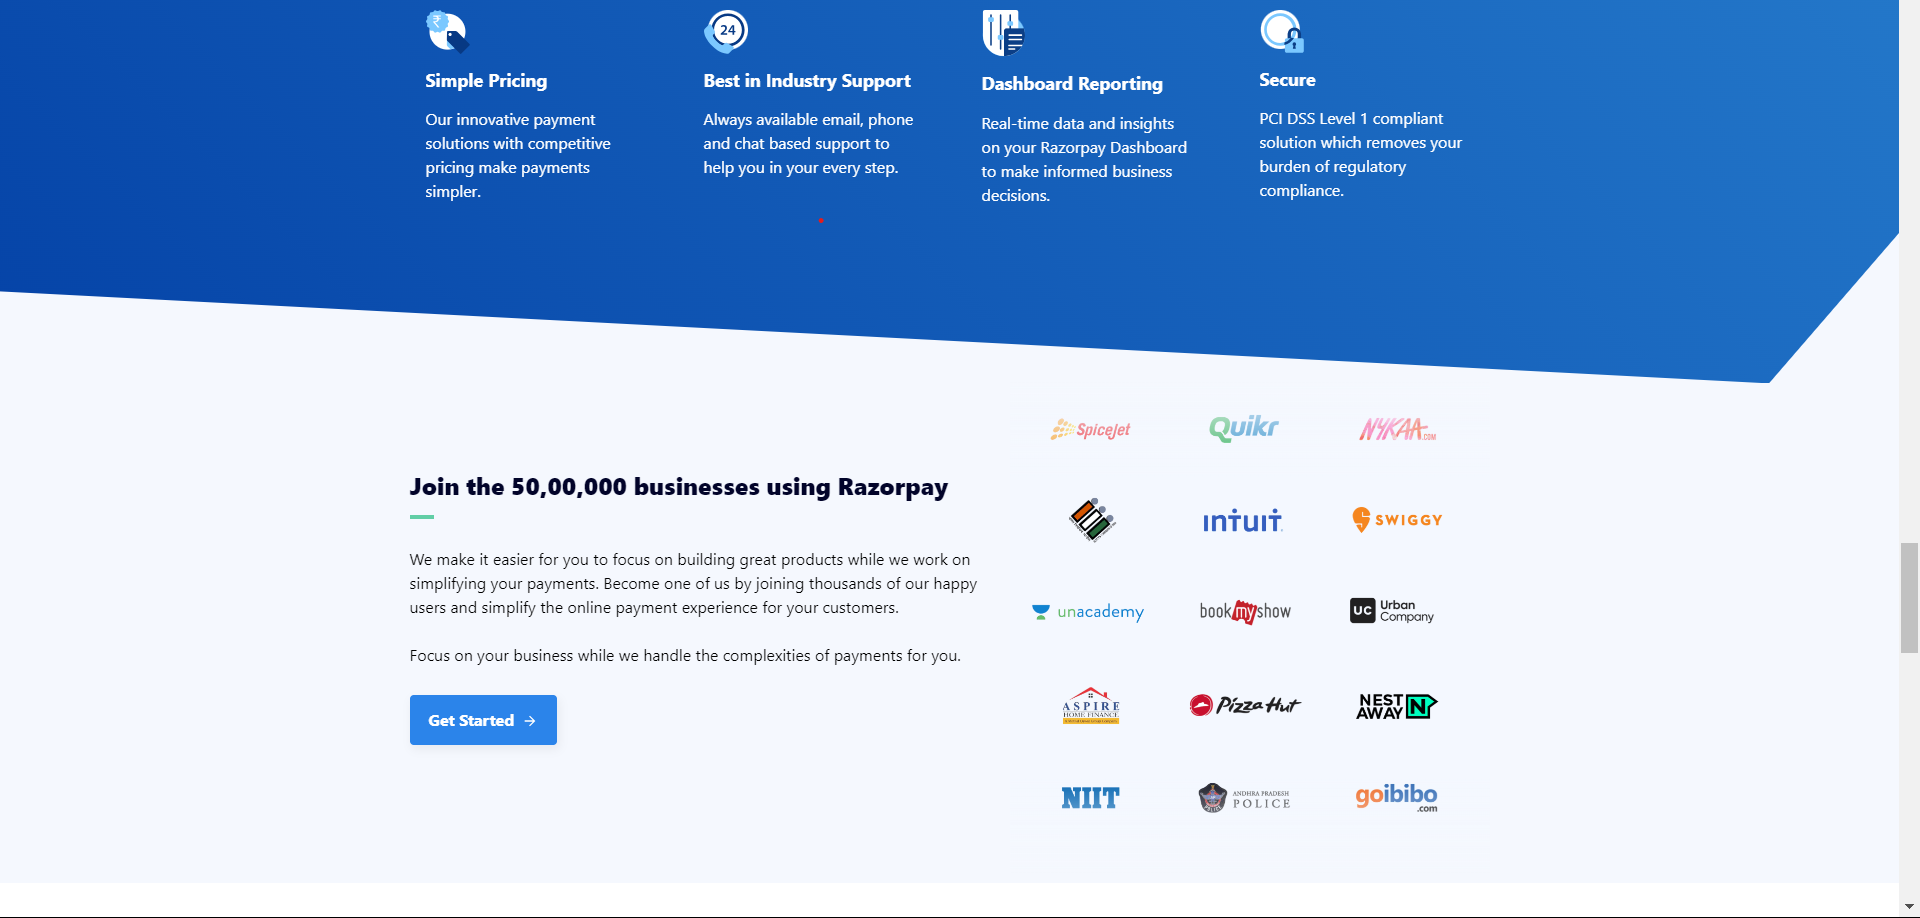 ₹
Simple Pricing
Our innovative payment
solutions with competitive
pricing make payments
simpler.
24
Best in Industry Support
Always available email, phone
and chat based support to
help you in your every step.
Dashboard Reporting
Real-time data and insights
on your Razorpay Dashboard
to make informed business
decisions.
Secure
PCI DSS Level 1 compliant
solution which removes your
burden of regulatory
compliance.
Join the 50,00,000 businesses using Razorpay
We make it easier for you to focus on building great products while we work on
simplifying your payments. Become one of us by joining thousands of our happy
users and simplify the online payment experience for your customers.
Focus on your business while we handle the complexities of payments for you.
Get Started →
SpiceJet
Quikr
NYKAA.COM
intuit
SWIGGY
unacademy
bookmyshow
UC Urban
Company
ASPIRE
HOME FINANCE
Pizza Hut
NEST
AWAY N
NIIT
ANDHRA PRADESH
POLICE
goibibo
.com